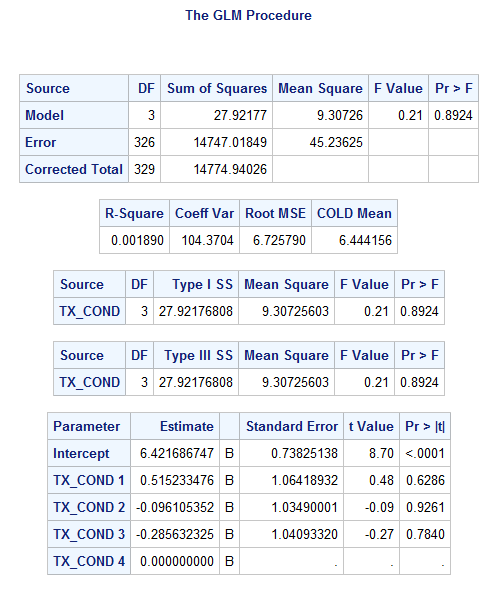 The GLM Procedure
Source DF Sum of Squares Mean Square F Value Pr > F
Model 3 27.92177 9.30726 0.21 0.8924
Error 326 14747.01849 45.23625
Corrected Total 329 14774.94026
R-Square Coeff Var Root MSE COLD Mean
0.001890 104.3704 6.725790 6.444156
Source DF Type I SS Mean Square F Value Pr > F
TX_COND 3 27.92176808 9.30725603 0.21 0.8924
Source DF Type III SS Mean Square F Value Pr > F
TX_COND 3 27.92176808 9.30725603 0.21 0.8924
Parameter Estimate Standard Error t Value Pr > |t|
Intercept 6.421686747 B 0.73825138 8.70 <.0001
TX_COND 1 0.515233476 B 1.06418932 0.48 0.6286
TX_COND 2 -0.096105352 B 1.03490001 -0.09 0.9261
TX_COND 3 -0.285632325 B 1.04093320 -0.27 0.7840
TX_COND 4 0.000000000 B . . .